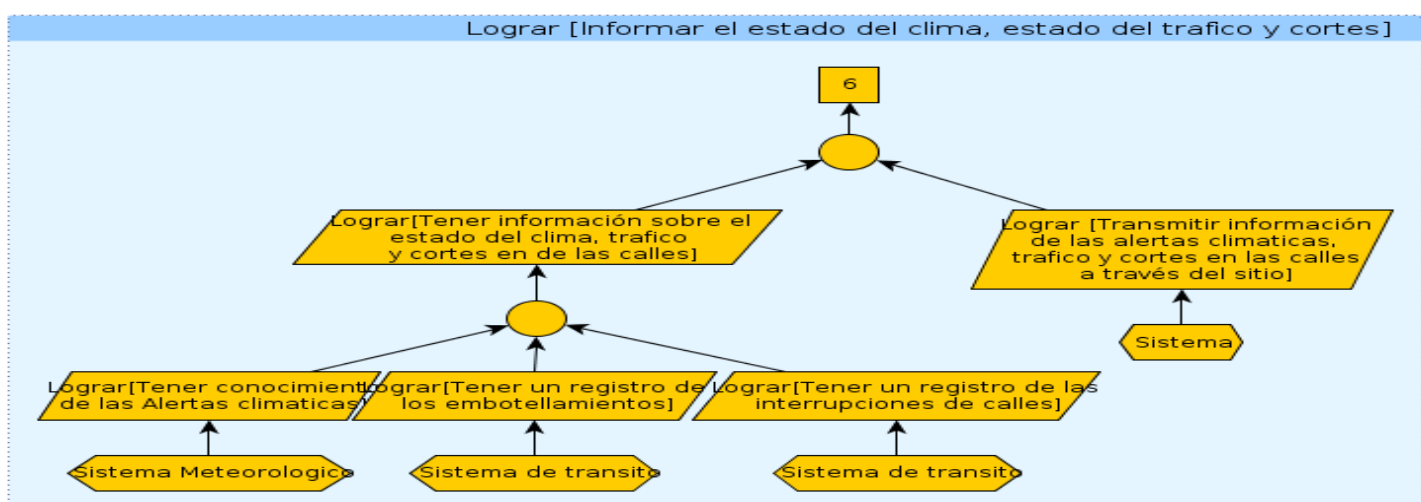 Lograr [Informar el estado del clima, estado del trafico y cortes]
6
Lograr[Tener información sobre el
estado del clima, trafico
y cortes en de las calles]
Lograr [Transmitir información
de las alertas climaticas,
trafico y cortes en las calles
a través del sitio]
Sistema
Lograr[Tener conocimient
de las Alertas climaticas]
Lograr[Tener un registro de
los embotellamientos]
Lograr[Tener un registro de las
interrupciones de calles]
Sistema Meteorologico
Sistema de transito
Sistema de transito